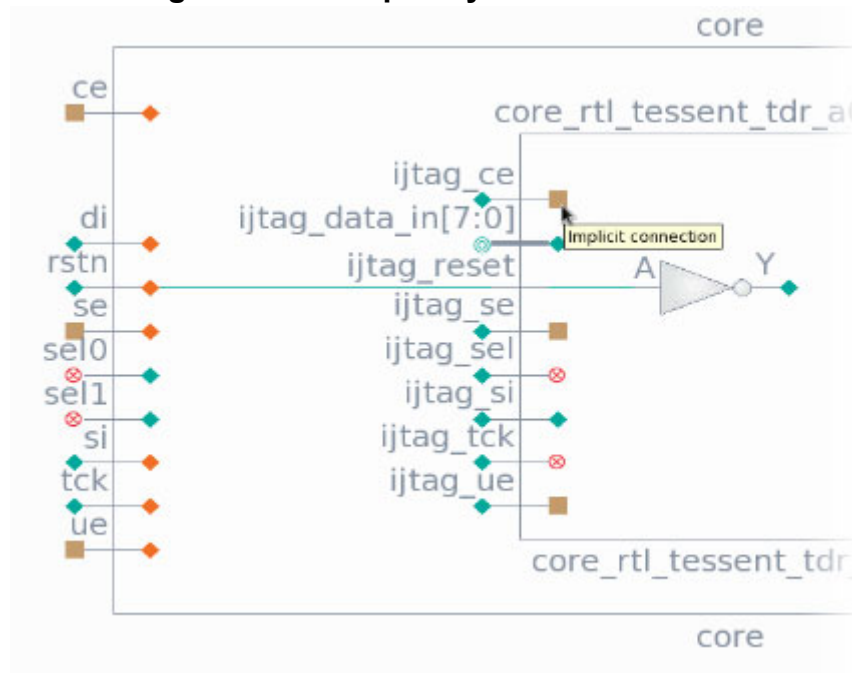 core
ce
core_rtl_tessent_tdr_a
ijtag_ce
di
ijtag_data_in[7:0]
Implicit connection
rstn
ijtag_reset
A
Y
se
ijtag_se
sel0
ijtag_sel
sel1
ijtag_si
si
ijtag_tck
tck
ijtag_ue
ue
core_rtl_tessent_tdr_
core